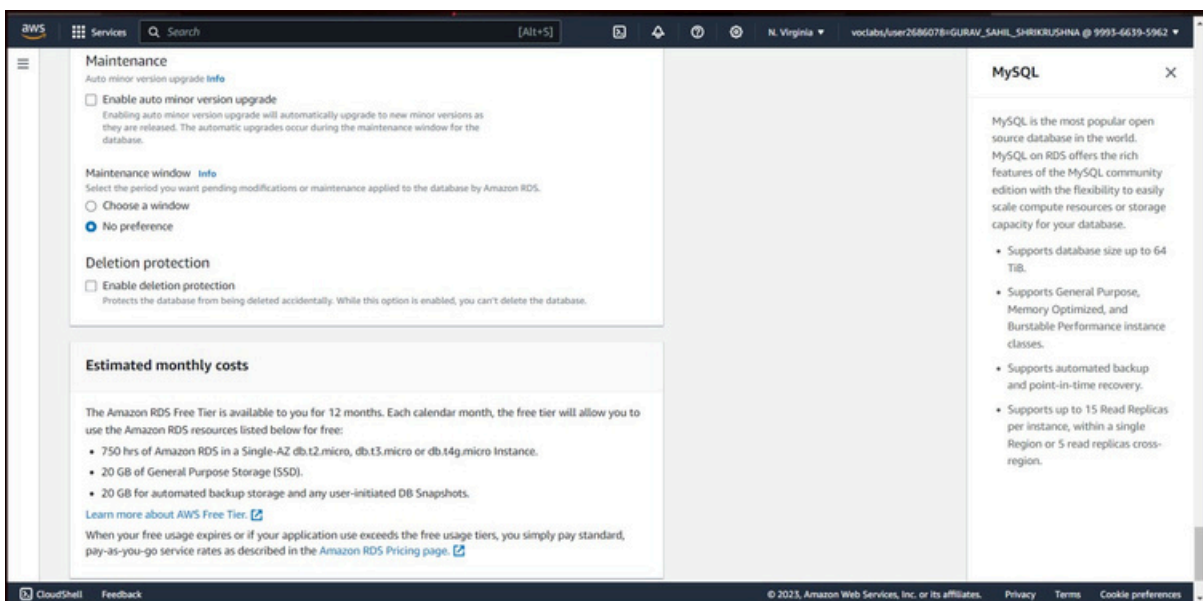 aws
Services
Search
[Alt+S]
N. Virginia
voclabs/user2686078=GURAV_SAHIL_SHRIKRUSHNA @ 9993-6639-5962
Maintenance
Auto minor version upgrade Info
Enable auto minor version upgrade
Enabling auto minor version upgrade will automatically upgrade to new minor versions as
they are released. The automatic upgrades occur during the maintenance window for the
database.
Maintenance window Info
Select the period you want pending modifications or maintenance applied to the database by Amazon RDS.
Choose a window
No preference
Deletion protection
Enable deletion protection
Protects the database from being deleted accidentally. While this option is enabled, you can't delete the database.
Estimated monthly costs
The Amazon RDS Free Tier is available to you for 12 months. Each calendar month, the free tier will allow you to
use the Amazon RDS resources listed below for free:
• 750 hrs of Amazon RDS in a Single-AZ db.t2.micro, db.t3.micro or db.t4g.micro Instance.
• 20 GB of General Purpose Storage (SSD).
• 20 GB for automated backup storage and any user-initiated DB Snapshots.
Learn more about AWS Free Tier.
When your free usage expires or if your application use exceeds the free usage tiers, you simply pay standard,
pay-as-you-go service rates as described in the Amazon RDS Pricing page.
MySQL
MySQL is the most popular open
source database in the world.
MySQL on RDS offers the rich
features of the MySQL community
edition with the flexibility to easily
scale compute resources or storage
capacity for your database.
• Supports database size up to 64
TiB.
• Supports General Purpose,
Memory Optimized, and
Burstable Performance instance
classes.
• Supports automated backup
and point-in-time recovery.
• Supports up to 15 Read Replicas
per instance, within a single
Region or 5 read replicas cross-
region.
CloudShell
Feedback
© 2023, Amazon Web Services, Inc. or its affiliates.
Privacy
Terms
Cookie preferences